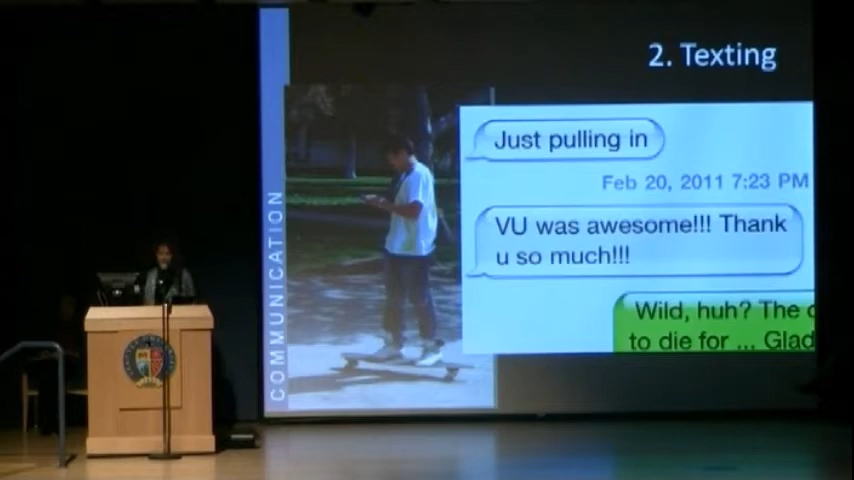 2. Texting
COMMUNICATION
Just pulling in
Feb 20, 2011 7:23 PM
VU was awesome!!! Thank
u so much!!!
Wild, huh? The
to die for ... Glad